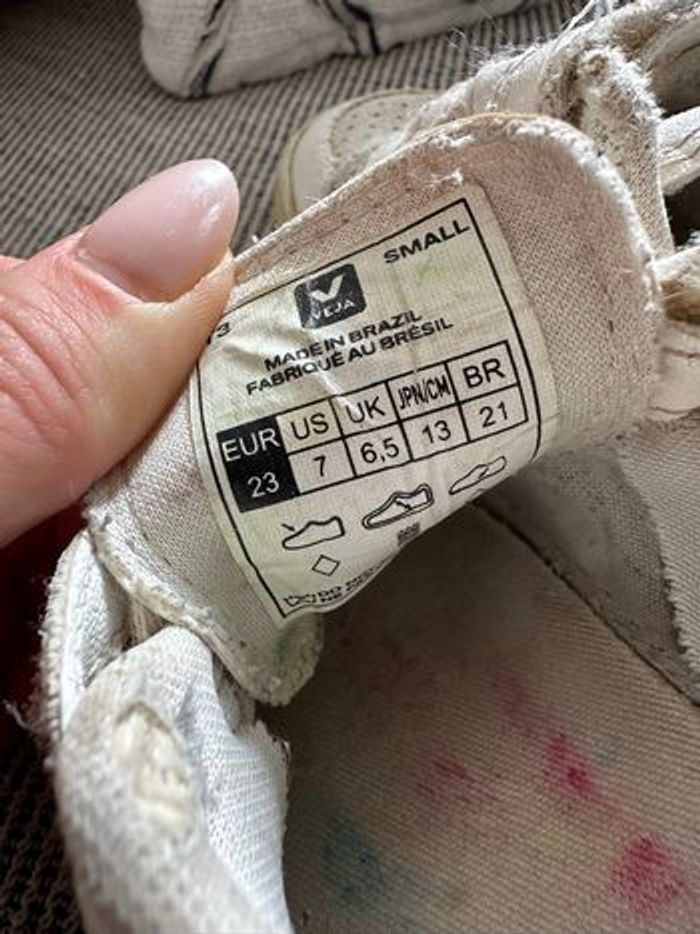 SMALL
VEJA
MADE IN BRAZIL
FABRIQUÉ AU BRÉSIL
EUR US UK JPN/CM BR
23 7 6,5 13 21
DO